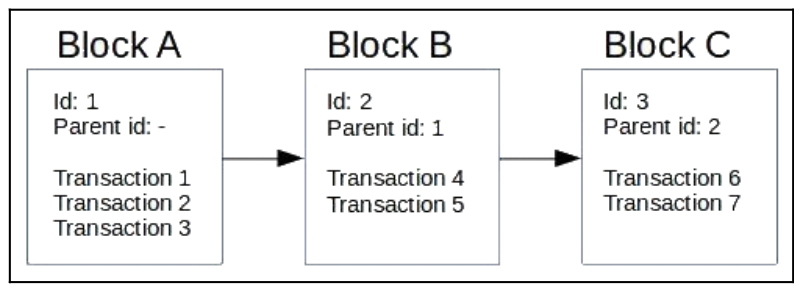 Block A
Id: 1
Parent id: -
Transaction 1
Transaction 2
Transaction 3
Block B
Id: 2
Parent id: 1
Transaction 4
Transaction 5
Block C
Id: 3
Parent id: 2
Transaction 6
Transaction 7